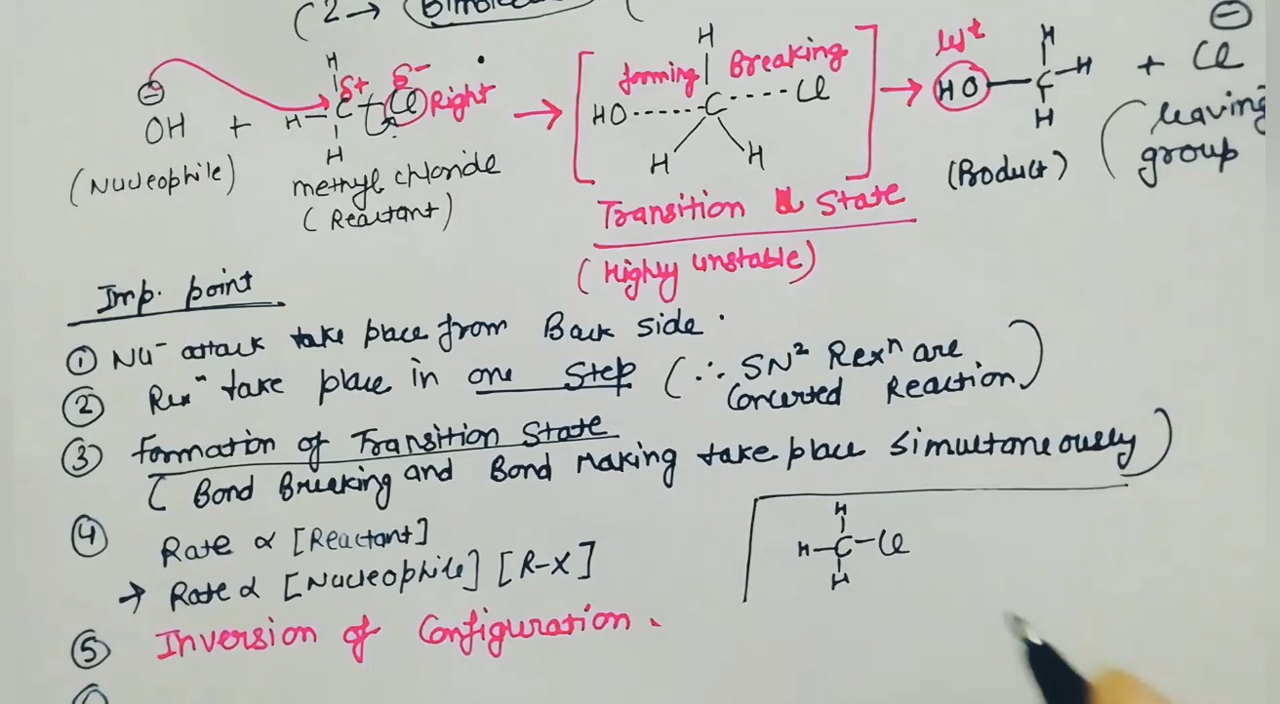 2 →
H H
δ+ δ- forming Breaking left H
⊖ OH + H C Cl Right → [ HO C Cl ] → HO C H + Cl ⊖
H H H H
(Nucleophile) methyl chloride (Product) (leaving
(Reactant) group
Transition State
(Highly unstable)
Imp. point
① Nu⁻ attack take place from Back side.
② Rexⁿ take place in one Step (∴ SN² Rexⁿ are
Concerted Reaction)
③ formation of Transition State
( Bond Breaking and Bond Making take place simultaneously)
④ Rate ∝ [Reactant]
→ Rate ∝ [Nucleophile] [R-X]
H
H-C-Cl
H
⑤ Inversion of Configuration.